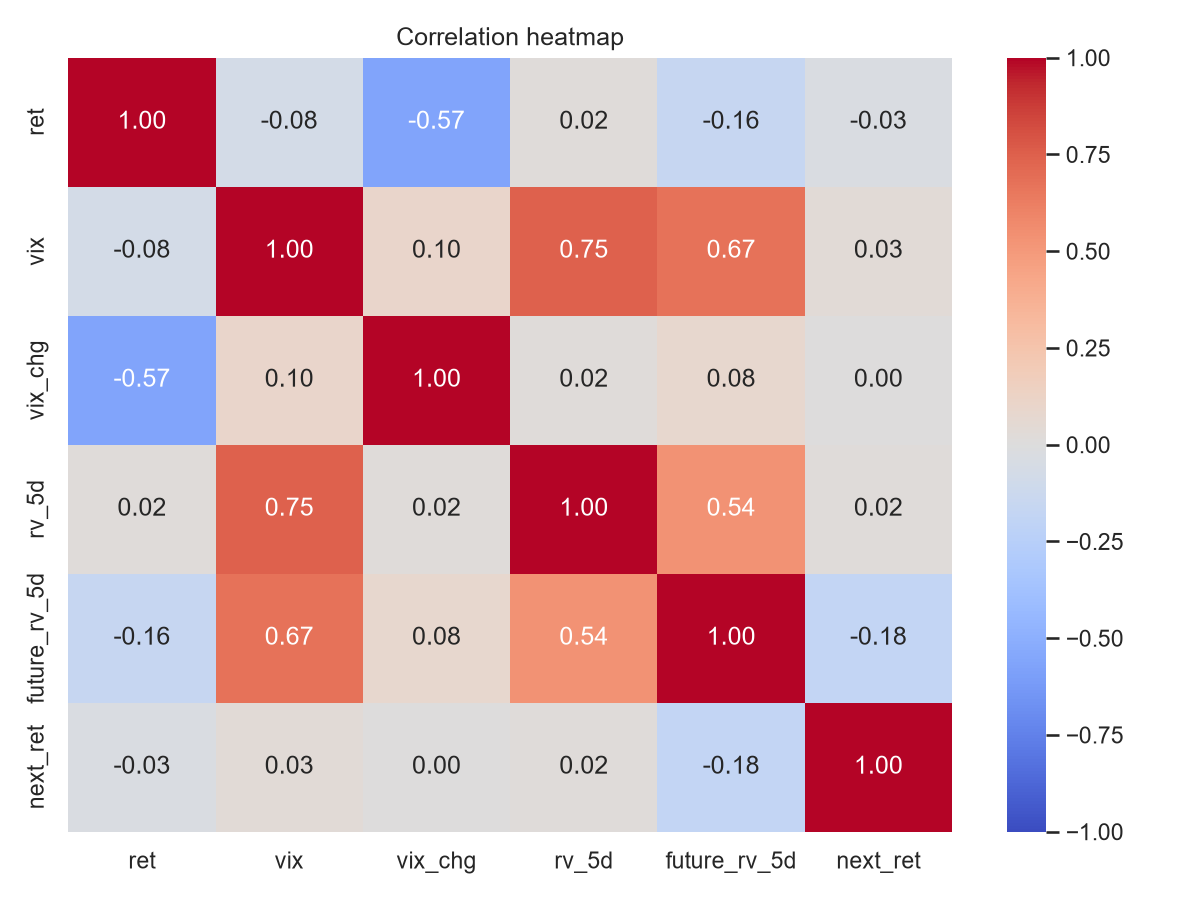 Correlation heatmap
ret 1.00 -0.08 -0.57 0.02 -0.16 -0.03
vix -0.08 1.00 0.10 0.75 0.67 0.03
vix_chg -0.57 0.10 1.00 0.02 0.08 0.00
rv_5d 0.02 0.75 0.02 1.00 0.54 0.02
future_rv_5d -0.16 0.67 0.08 0.54 1.00 -0.18
next_ret -0.03 0.03 0.00 0.02 -0.18 1.00
ret vix vix_chg rv_5d future_rv_5d next_ret
1.00
0.75
0.50
0.25
0.00
−0.25
−0.50
−0.75
−1.00